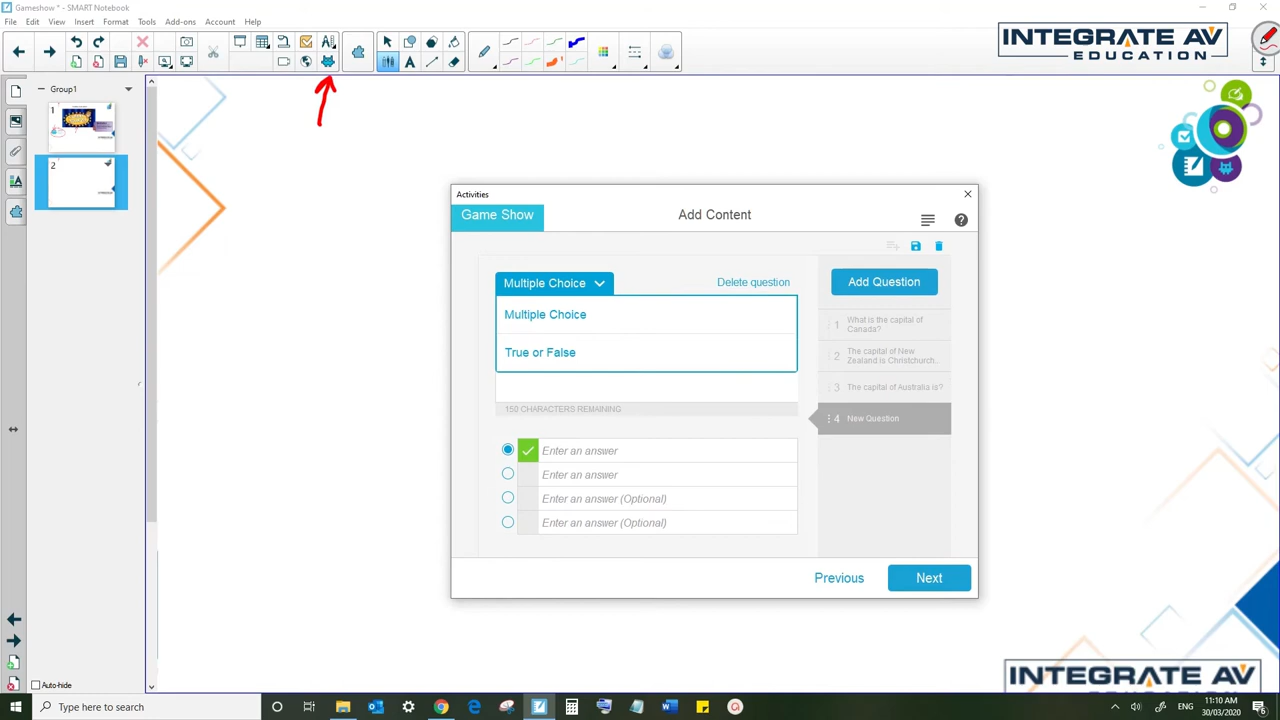 Gameshow * - SMART Notebook
File Edit View Insert Format Tools Add-ons Account Help
INTEGRATE AV
EDUCATION
Group1
1
2
Activities
Game Show
Add Content
Multiple Choice
Delete question
Add Question
Multiple Choice
True or False
1 What is the capital of
Canada?
2 The capital of New
Zealand is Christchurch..
3 The capital of Australia is?
4 New Question
150 CHARACTERS REMAINING
Enter an answer
Enter an answer
Enter an answer (Optional)
Enter an answer (Optional)
Previous
Next
INTEGRATE AV
Auto-hide
Type here to search
ENG
11:10 AM
30/03/2020
6